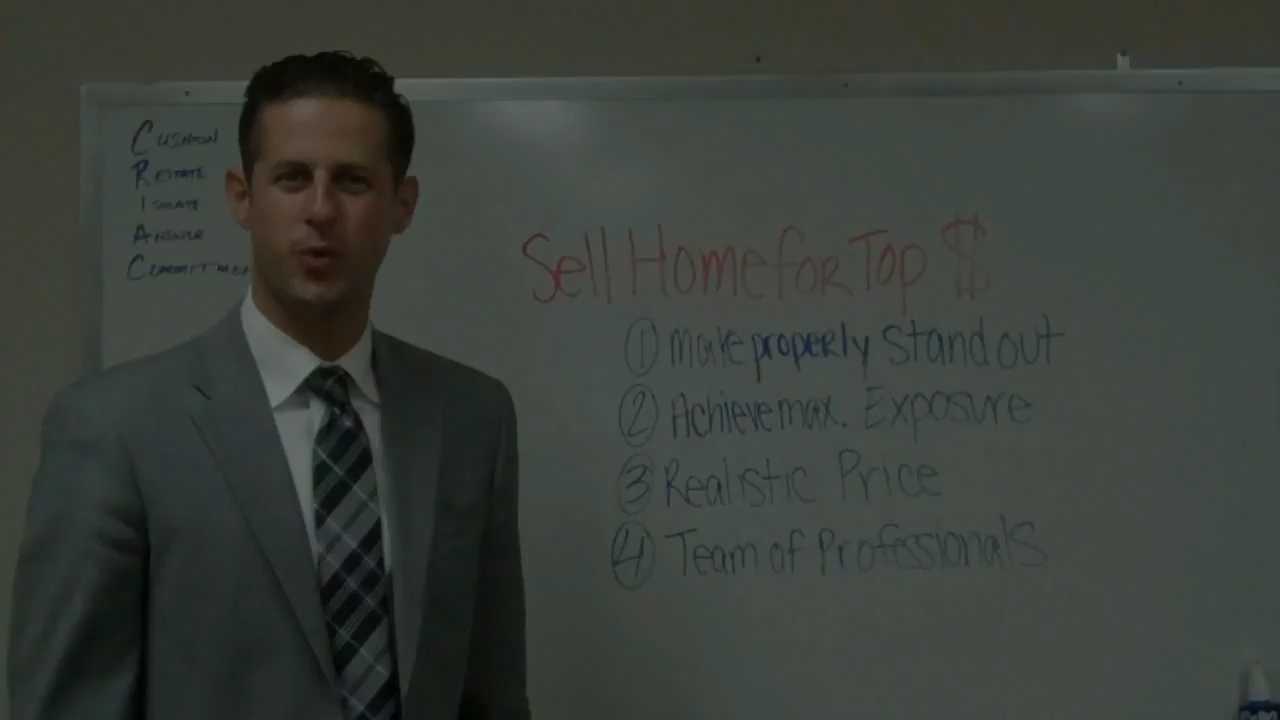 CUSHION
RESTATE
ISOLATE
ANSWER
COMMITMEN
Sell Home for Top $
① Make properly Stand out
② Achieve max. Exposure
③ Realistic Price
④ Team of Professionals